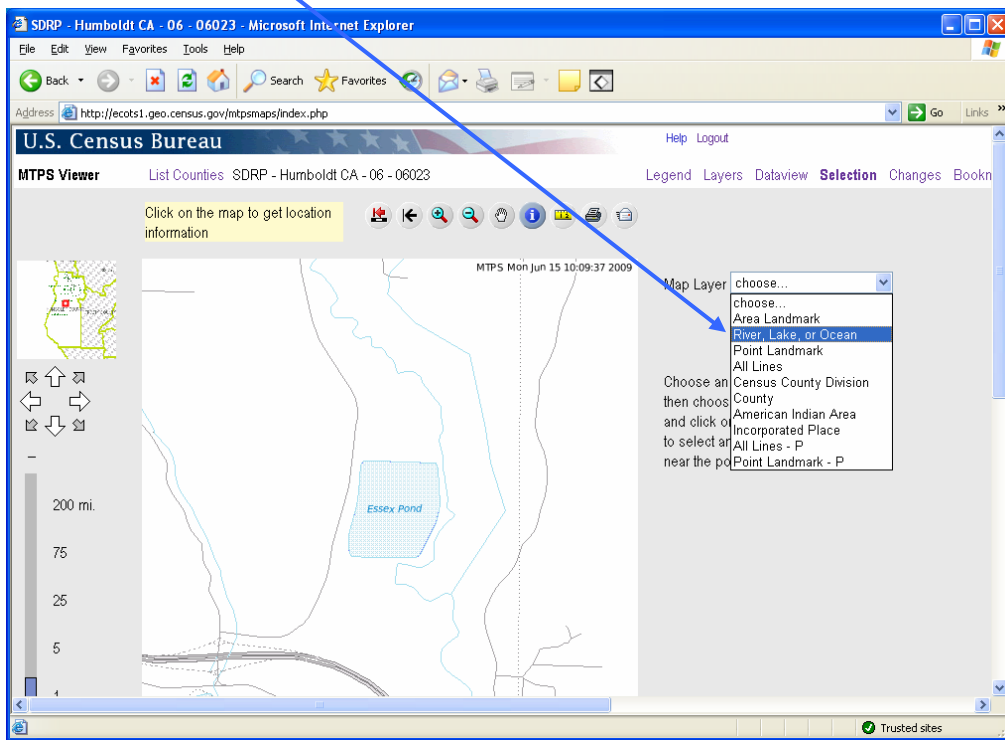 SDRP - Humboldt CA - 06 - 06023 - Microsoft Internet Explorer
File Edit View Favorites Tools Help
Back Search Favorites
Address http://ecots1.geo.census.gov/mtpsmaps/index.php Go Links »
U.S. Census Bureau Help Logout
MTPS Viewer List Counties SDRP - Humboldt CA - 06 - 06023 Legend Layers Dataview Selection Changes Bookn
Click on the map to get location
information
MTPS Mon Jun 15 10:09:37 2009
Map Layer choose...
choose...
Area Landmark
River, Lake, or Ocean
Point Landmark
All Lines
Choose an Census County Division
then choos County
and click o American Indian Area
Incorporated Place
to select an All Lines - P
near the po Point Landmark - P
Essex Pond
200 mi.
75
25
5
1
Trusted sites